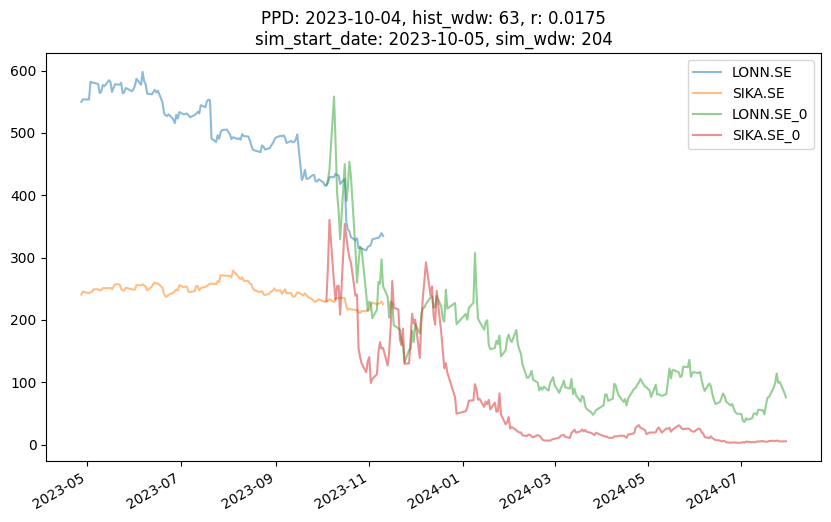 PPD: 2023-10-04, hist_wdw: 63, r: 0.0175
sim_start_date: 2023-10-05, sim_wdw: 204
LONN.SE
SIKA.SE
LONN.SE_0
SIKA.SE_0
600
500
400
300
200
100
0
2023-05
2023-07
2023-09
2023-11
2024-01
2024-03
2024-05
2024-07